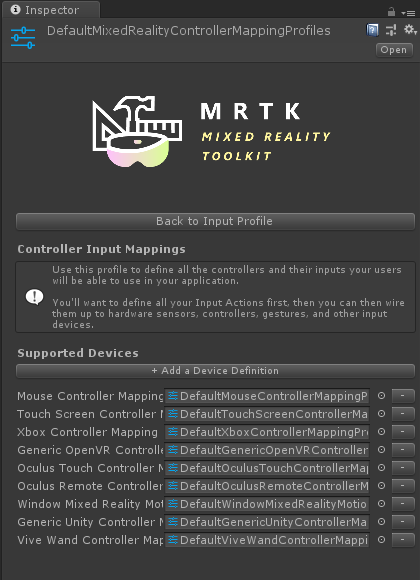 Inspector
DefaultMixedRealityControllerMappingProfiles
Open
MRTK
MIXED REALITY
TOOLKIT
Back to Input Profile
Controller Input Mappings
Use this profile to define all the controllers and their inputs your users
will be able to use in your application.
You'll want to define all your Input Actions first, then you can then wire
them up to hardware sensors, controllers, gestures, and other input
devices.
Supported Devices
+ Add a Device Definition
Mouse Controller Mapping DefaultMouseControllerMappingP -
Touch Screen Controller M DefaultTouchScreenControllerMa -
Xbox Controller Mapping DefaultXboxControllerMappingPro -
Generic OpenVR Controlle DefaultGenericOpenVRController -
Oculus Touch Controller M DefaultOculusTouchControllerMap -
Oculus Remote Controller DefaultOculusRemoteControllerM -
Window Mixed Reality Mot DefaultWindowMixedRealityMotio -
Generic Unity Controller M DefaultGenericUnityControllerMa -
Vive Wand Controller Map DefaultViveWandControllerMappi -